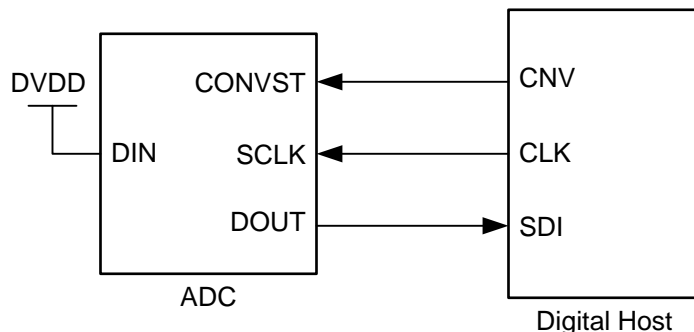 DVDD
DIN
CONVST
SCLK
DOUT
ADC
CNV
CLK
SDI
Digital Host